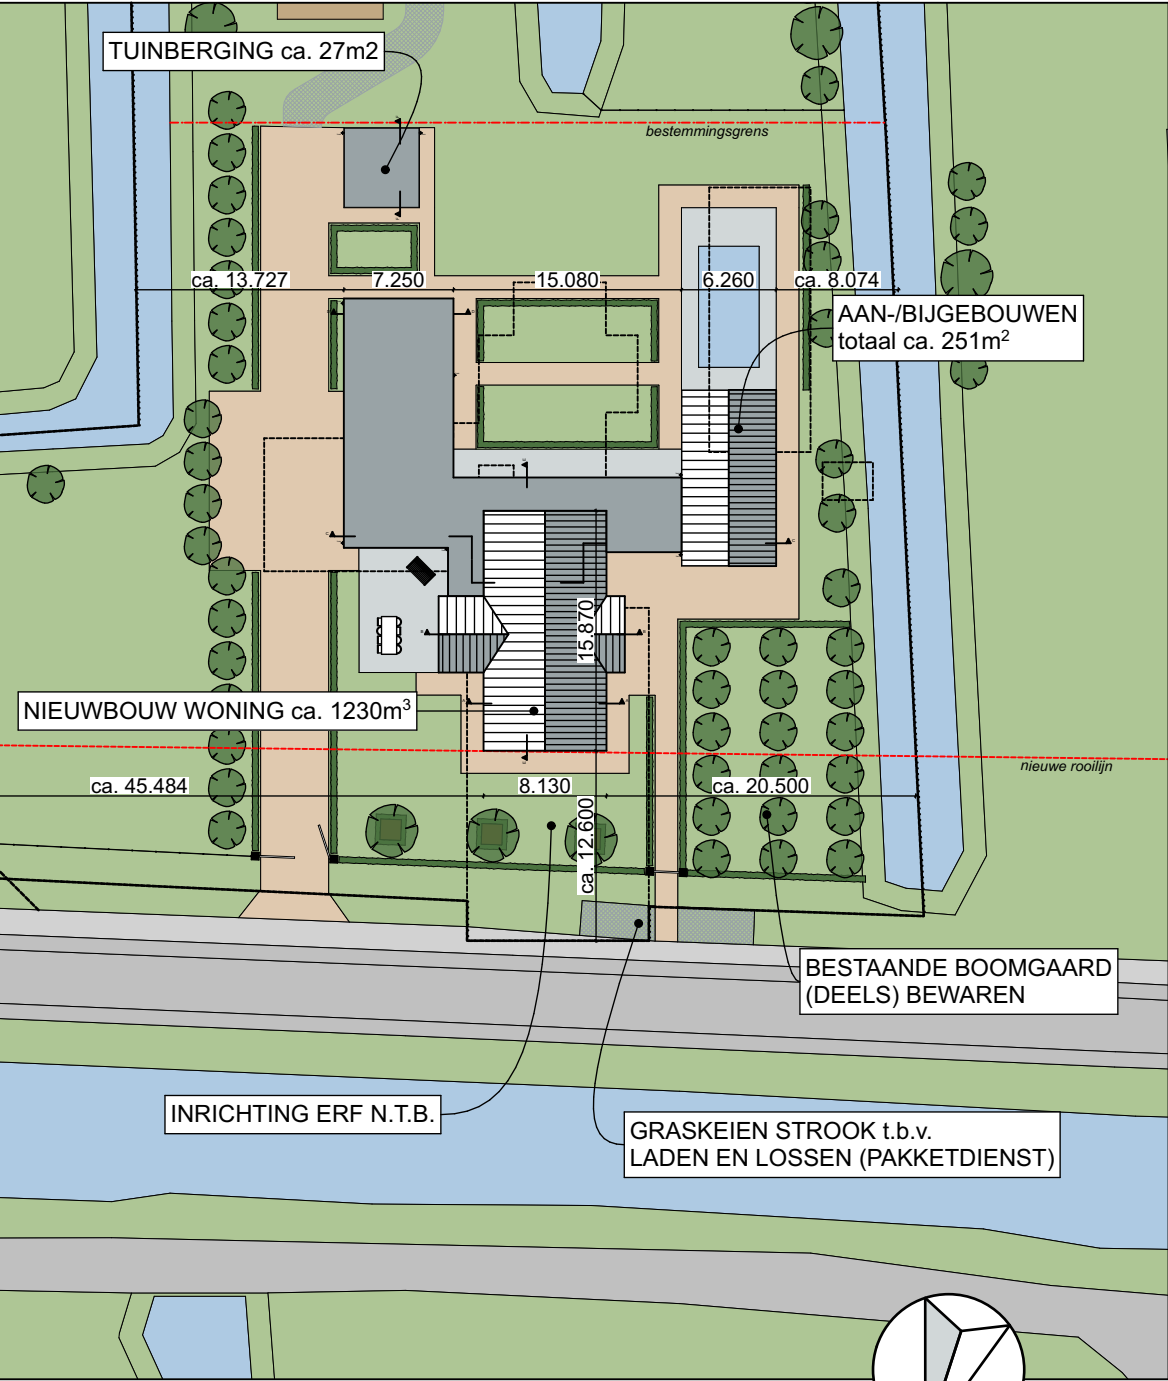 TUINBERGING ca. 27m2
bestemmingsgrens
ca. 13.727
7.250
15.080
6.260
ca. 8.074
AAN-/BIJGEBOUWEN
totaal ca. 251m²
15.870
NIEUWBOUW WONING ca. 1230m³
nieuwe rooilijn
ca. 45.484
8.130
ca. 20.500
ca. 12.600
BESTAANDE BOOMGAARD
(DEELS) BEWAREN
INRICHTING ERF N.T.B.
GRASKEIEN STROOK t.b.v.
LADEN EN LOSSEN (PAKKETDIENST)